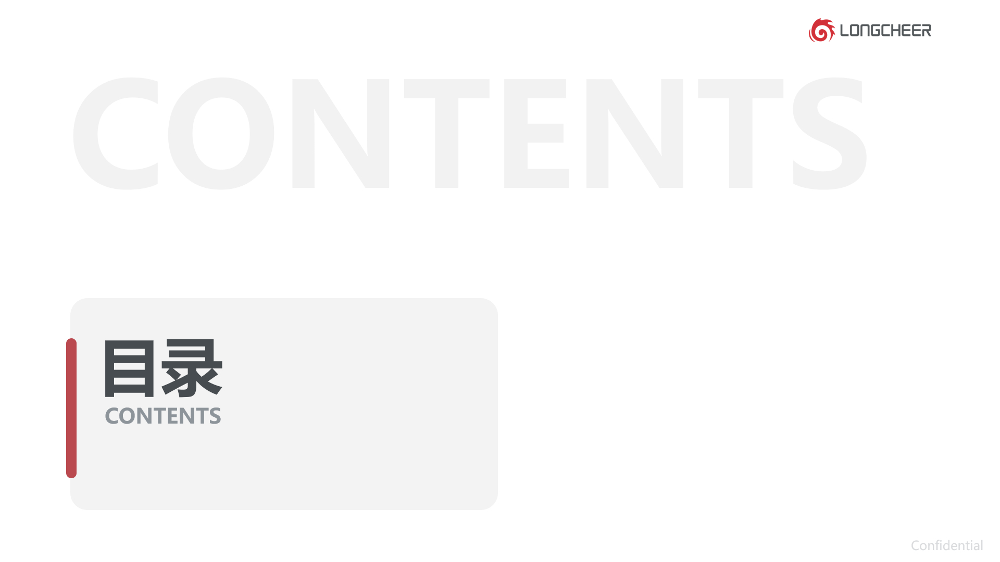 LONGCHEER
CONTENTS
目录
CONTENTS
Confidential